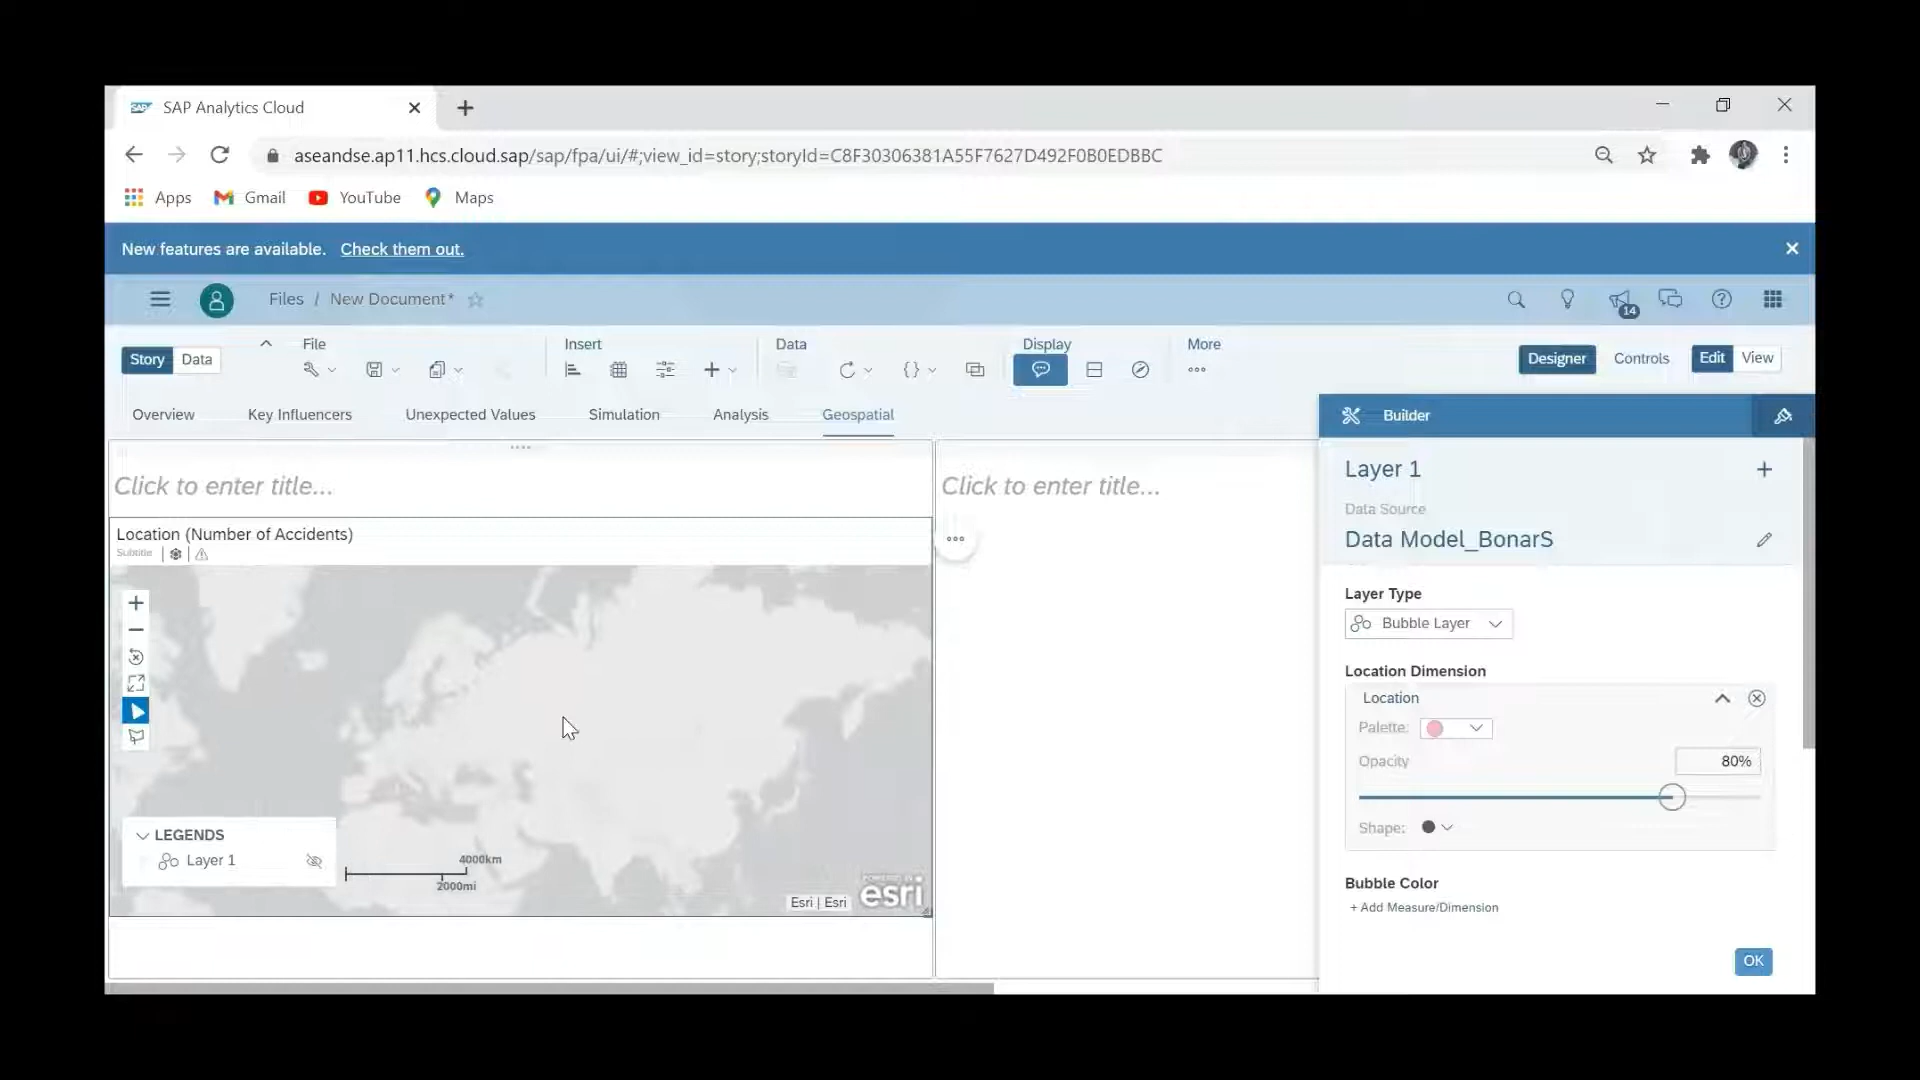 SAP Analytics Cloud
aseandse.ap11.hcs.cloud.sap/sap/fpa/ui/#;view_id=story;storyId=C8F30306381A55F7627D492F0B0EDBBC
Apps Gmail YouTube Maps
New features are available. Check them out.
Files / New Document*
14
Story Data
File Insert Data Display More
Designer Controls Edit View
Overview Key Influencers Unexpected Values Simulation Analysis Geospatial
Builder
Click to enter title...
Click to enter title...
Layer 1
Data Source
Data Model_BonarS
Location (Number of Accidents)
Subtitle
Layer Type
Bubble Layer
Location Dimension
Location
Palette:
Opacity 80%
Shape:
LEGENDS
Layer 1
4000km
2000mi
Esri | Esri
POWERED BY
esri
Bubble Color
+ Add Measure/Dimension
OK